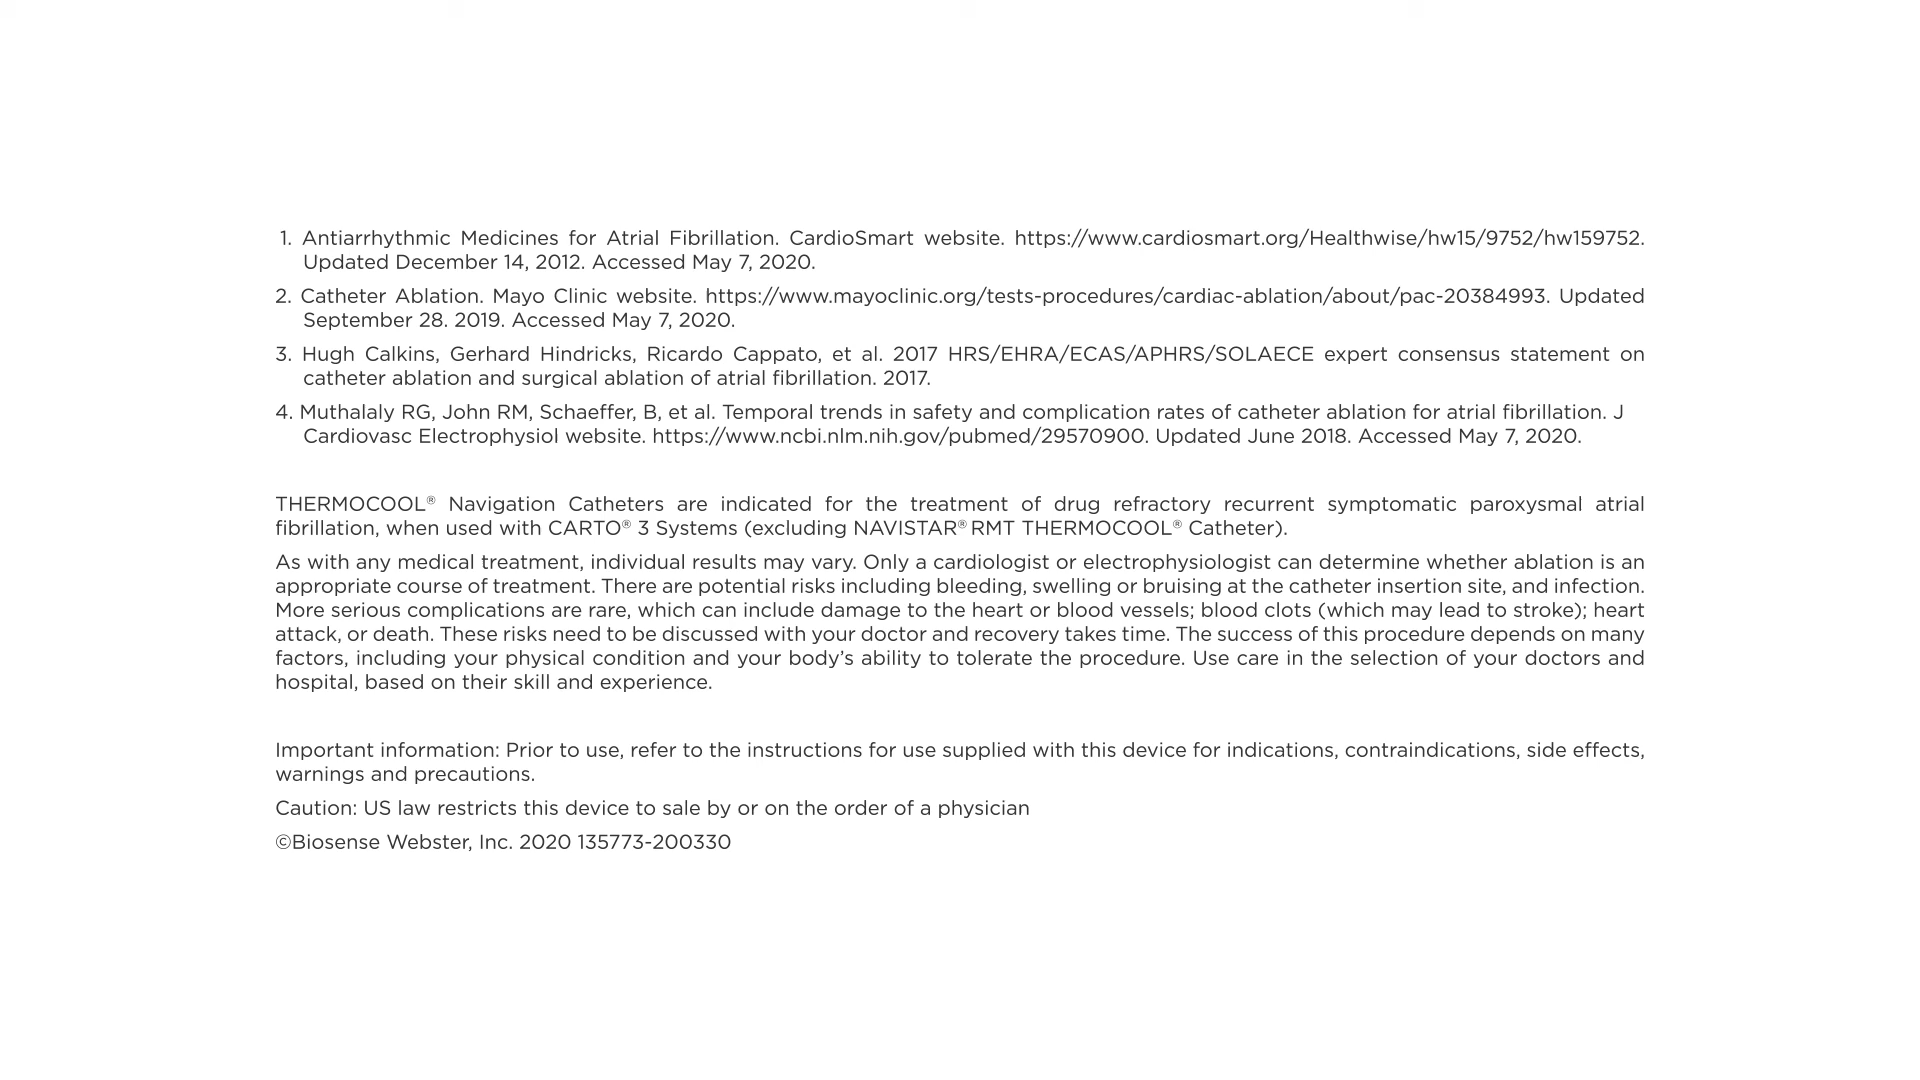 1. Antiarrhythmic Medicines for Atrial Fibrillation. CardioSmart website. https://www.cardiosmart.org/Healthwise/hw15/9752/hw159752.
Updated December 14, 2012. Accessed May 7, 2020.
2. Catheter Ablation. Mayo Clinic website. https://www.mayoclinic.org/tests-procedures/cardiac-ablation/about/pac-20384993. Updated
September 28. 2019. Accessed May 7, 2020.
3. Hugh Calkins, Gerhard Hindricks, Ricardo Cappato, et al. 2017 HRS/EHRA/ECAS/APHRS/SOLAECE expert consensus statement on
catheter ablation and surgical ablation of atrial fibrillation. 2017.
4. Muthalaly RG, John RM, Schaeffer, B, et al. Temporal trends in safety and complication rates of catheter ablation for atrial fibrillation. J
Cardiovasc Electrophysiol website. https://www.ncbi.nlm.nih.gov/pubmed/29570900. Updated June 2018. Accessed May 7, 2020.
THERMOCOOL® Navigation Catheters are indicated for the treatment of drug refractory recurrent symptomatic paroxysmal atrial
fibrillation, when used with CARTO® 3 Systems (excluding NAVISTAR® RMT THERMOCOOL® Catheter).
As with any medical treatment, individual results may vary. Only a cardiologist or electrophysiologist can determine whether ablation is an
appropriate course of treatment. There are potential risks including bleeding, swelling or bruising at the catheter insertion site, and infection.
More serious complications are rare, which can include damage to the heart or blood vessels; blood clots (which may lead to stroke); heart
attack, or death. These risks need to be discussed with your doctor and recovery takes time. The success of this procedure depends on many
factors, including your physical condition and your body’s ability to tolerate the procedure. Use care in the selection of your doctors and
hospital, based on their skill and experience.
Important information: Prior to use, refer to the instructions for use supplied with this device for indications, contraindications, side effects,
warnings and precautions.
Caution: US law restricts this device to sale by or on the order of a physician
©Biosense Webster, Inc. 2020 135773-200330